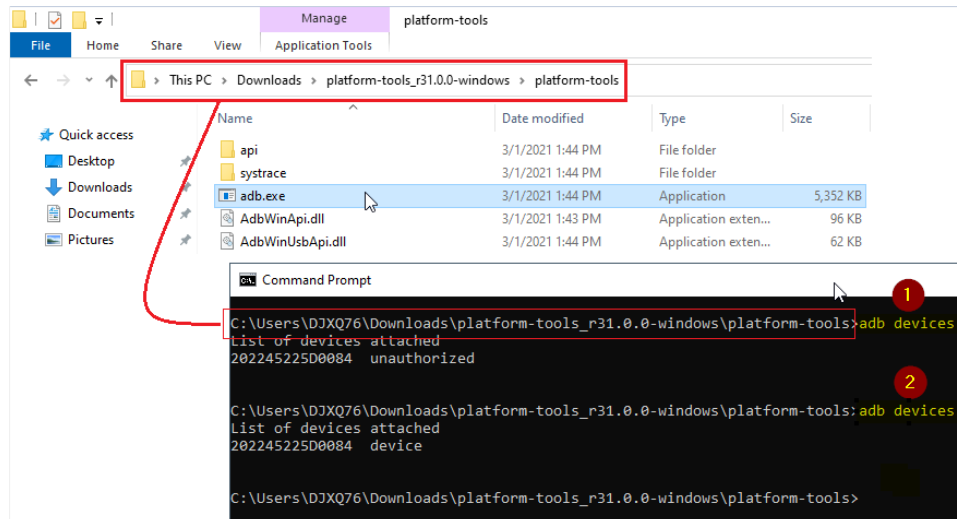 Manage platform-tools
File Home Share View Application Tools
This PC > Downloads > platform-tools_r31.0.0-windows > platform-tools
Name Date modified Type Size
Quick access
Desktop
Downloads
Documents
Pictures
api 3/1/2021 1:44 PM File folder
systrace 3/1/2021 1:44 PM File folder
adb.exe 3/1/2021 1:44 PM Application 5,352 KB
AdbWinApi.dll 3/1/2021 1:43 PM Application exten... 96 KB
AdbWinUsbApi.dll 3/1/2021 1:44 PM Application exten... 62 KB
Command Prompt
1
C:\Users\DJXQ76\Downloads\platform-tools_r31.0.0-windows\platform-tools>adb devices
List of devices attached
202245225D0084 unauthorized
2
C:\Users\DJXQ76\Downloads\platform-tools_r31.0.0-windows\platform-tools>adb devices
List of devices attached
202245225D0084 device
C:\Users\DJXQ76\Downloads\platform-tools_r31.0.0-windows\platform-tools>